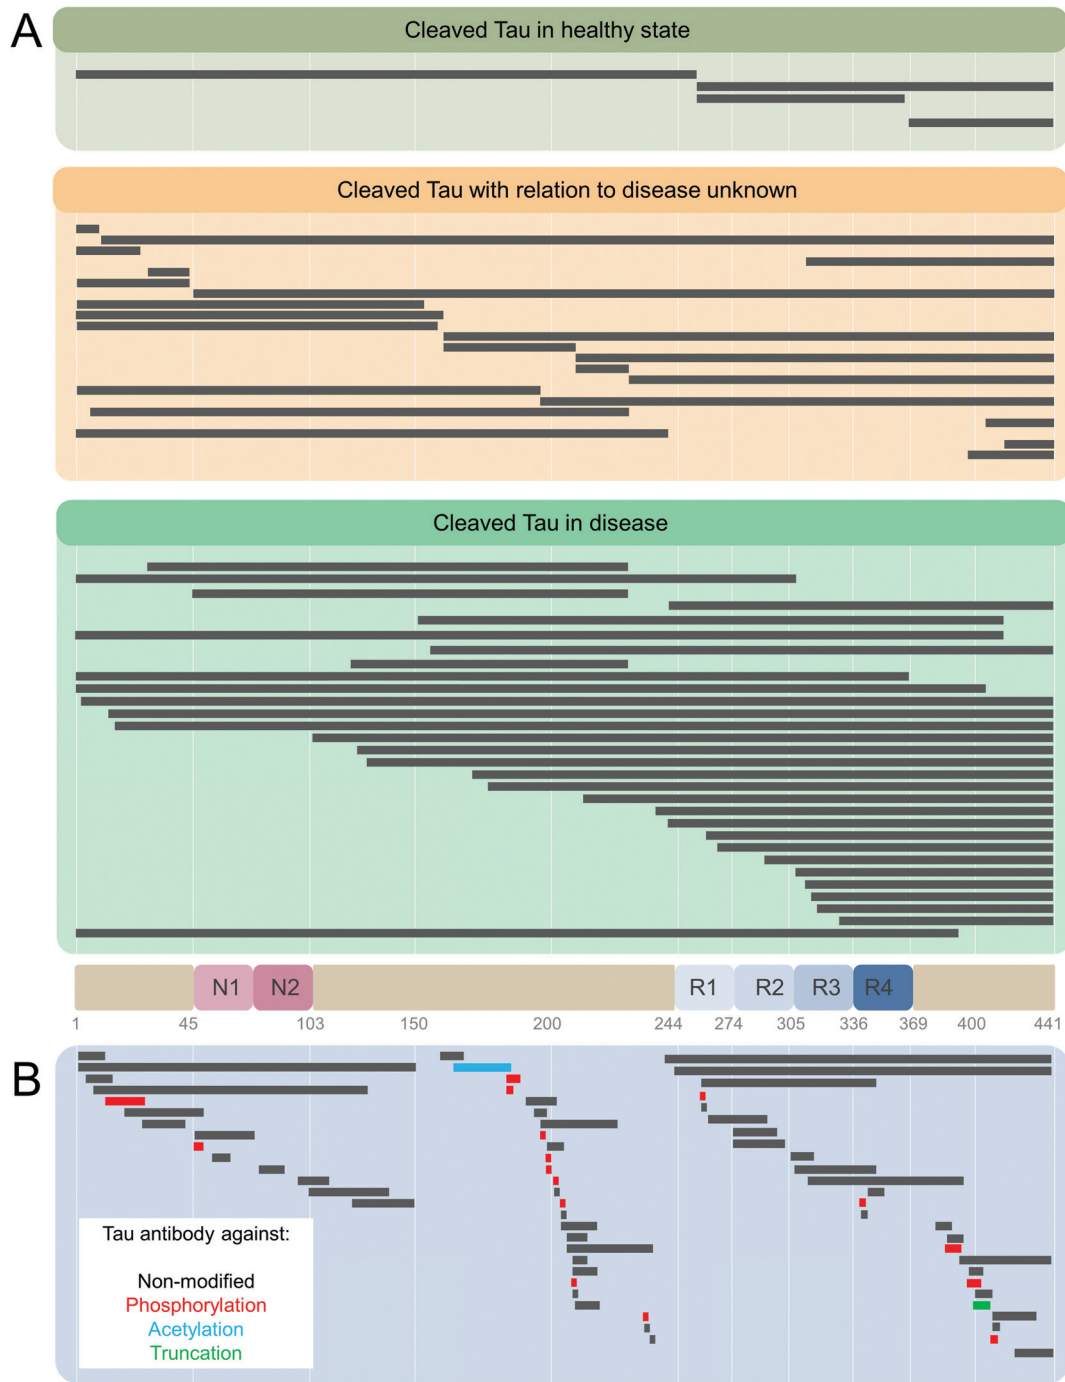 A
Cleaved Tau in healthy state
Cleaved Tau with relation to disease unknown
Cleaved Tau in disease
N1 N2 R1 R2 R3 R4
1 45 103 150 200 244 274 305 336 369 400 441
B
Tau antibody against:
Non-modified
Phosphorylation
Acetylation
Truncation